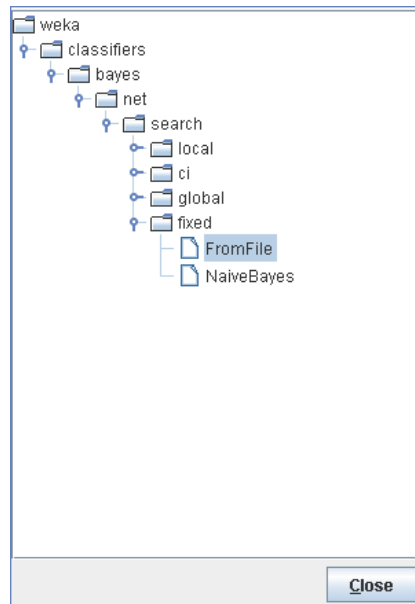 weka
classifiers
bayes
net
search
local
ci
global
fixed
FromFile
NaiveBayes
Close